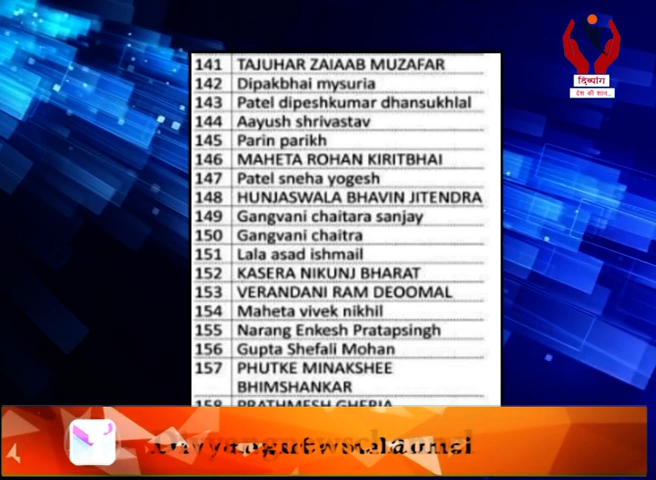 दिव्यांग
देश की शान..
141 TAJUHAR ZAIAAB MUZAFAR
142 Dipakbhai mysuria
143 Patel dipeshkumar dhansukhlal
144 Aayush shrivastav
145 Parin parikh
146 MAHETA ROHAN KIRITBHAI
147 Patel sneha yogesh
148 HUNJASWALA BHAVIN JITENDRA
149 Gangvani chaitara sanjay
150 Gangvani chaitra
151 Lala asad ishmail
152 KASERA NIKUNJ BHARAT
153 VERANDANI RAM DEOOMAL
154 Maheta vivek nikhil
155 Narang Enkesh Pratapsingh
156 Gupta Shefali Mohan
157 PHUTKE MINAKSHEE
BHIMSHANKAR
158 PRATHMESH GHERIA